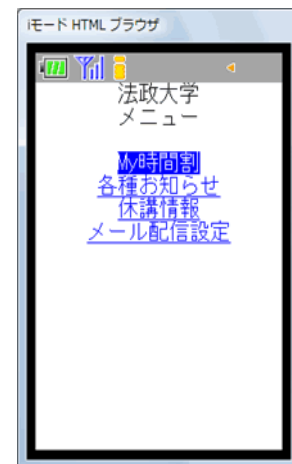 iモード HTML ブラウザ
法政大学
メニュー
My時間割
各種お知らせ
休講情報
メール配信設定